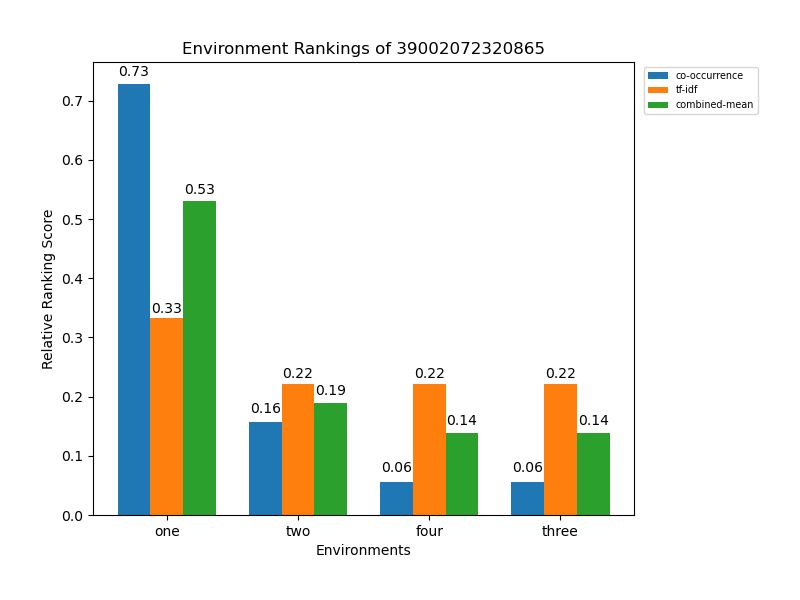 Environment Rankings of 39002072320865
co-occurrence
tf-idf
combined-mean
Relative Ranking Score
0.7
0.6
0.5
0.4
0.3
0.2
0.1
0.0
0.73
0.33
0.53
0.16
0.22
0.19
0.06
0.22
0.14
0.06
0.22
0.14
one
two
four
three
Environments